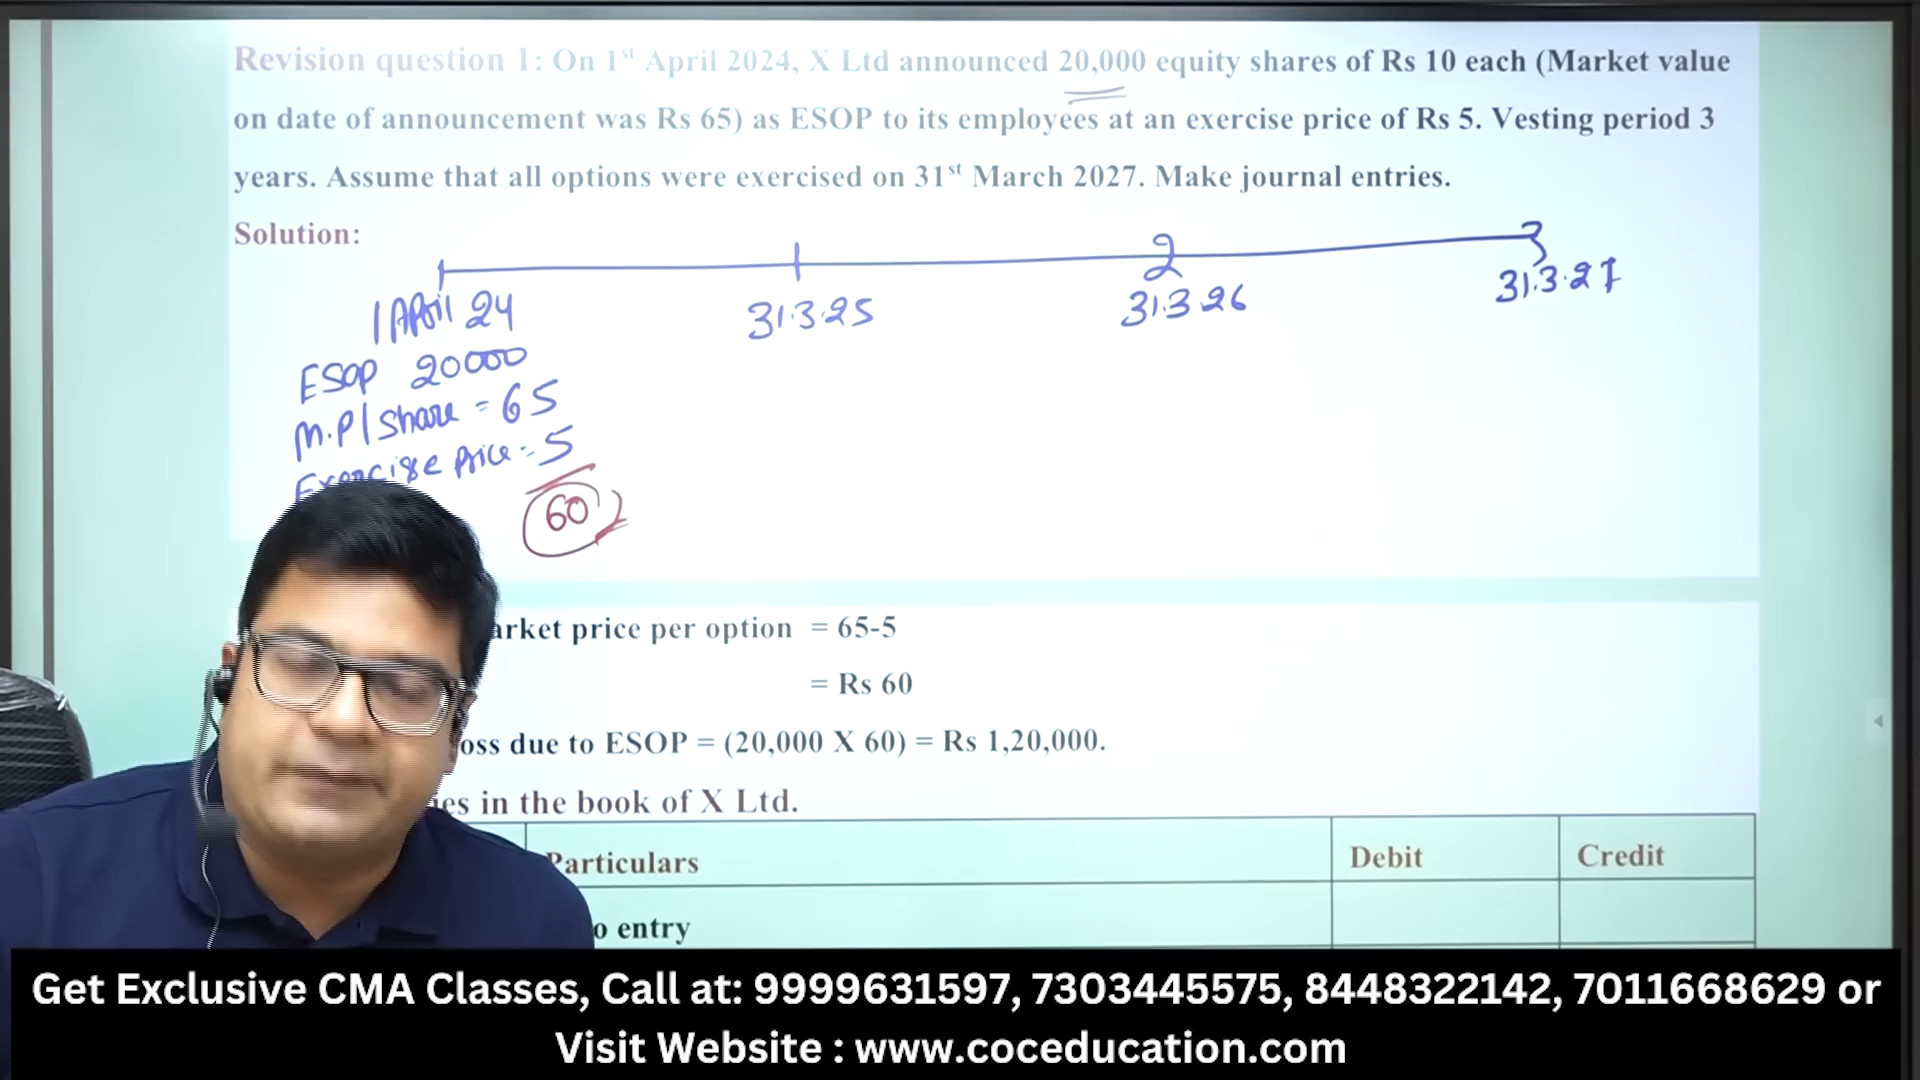 Revision question 1: On 1st April 2024, X Ltd announced 20,000 equity shares of Rs 10 each (Market value
on date of announcement was Rs 65) as ESOP to its employees at an exercise price of Rs 5. Vesting period 3
years. Assume that all options were exercised on 31st March 2027. Make journal entries.
Solution:
1 April 24
31.3.25
2
31.3.26
3
31.3.27
ESOP 20000
M.P/Share = 65
Exercise price = 5
60
price per option = 65-5
= Rs 60
due to ESOP = (20,000 X 60) = Rs 1,20,000.
in the book of X Ltd.
Particulars
Debit
Credit
entry
Get Exclusive CMA Classes, Call at: 9999631597, 7303445575, 8448322142, 7011668629 or
Visit Website : www.coceducation.com